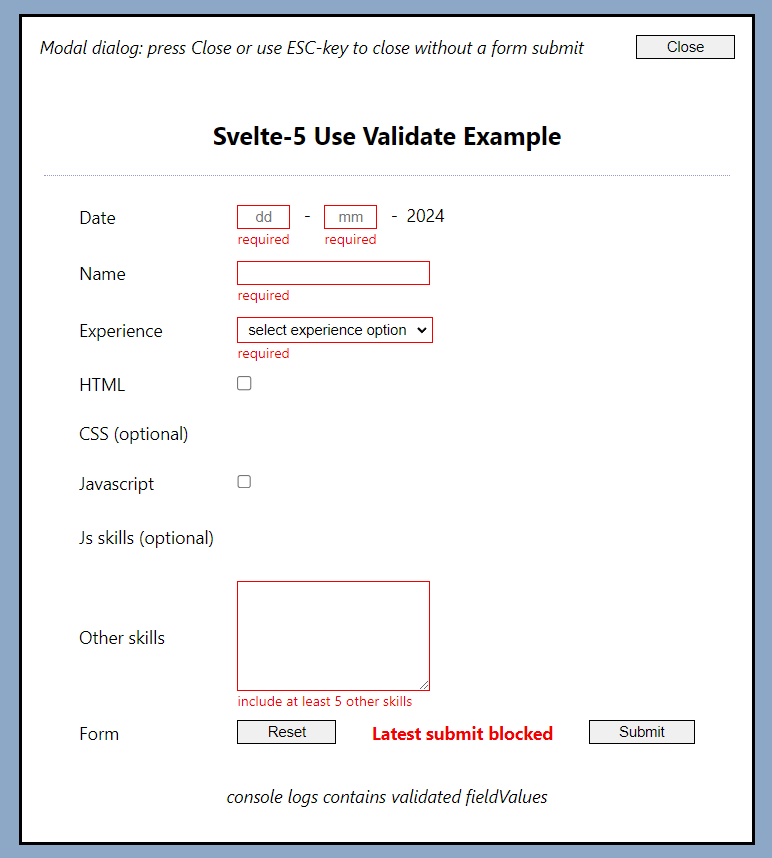 Modal dialog: press Close or use ESC-key to close without a form submit Close
Svelte-5 Use Validate Example
Date dd - mm - 2024
required required
Name
required
Experience select experience option
required
HTML
CSS (optional)
Javascript
Js skills (optional)
Other skills
include at least 5 other skills
Form Reset Latest submit blocked Submit
console logs contains validated fieldValues